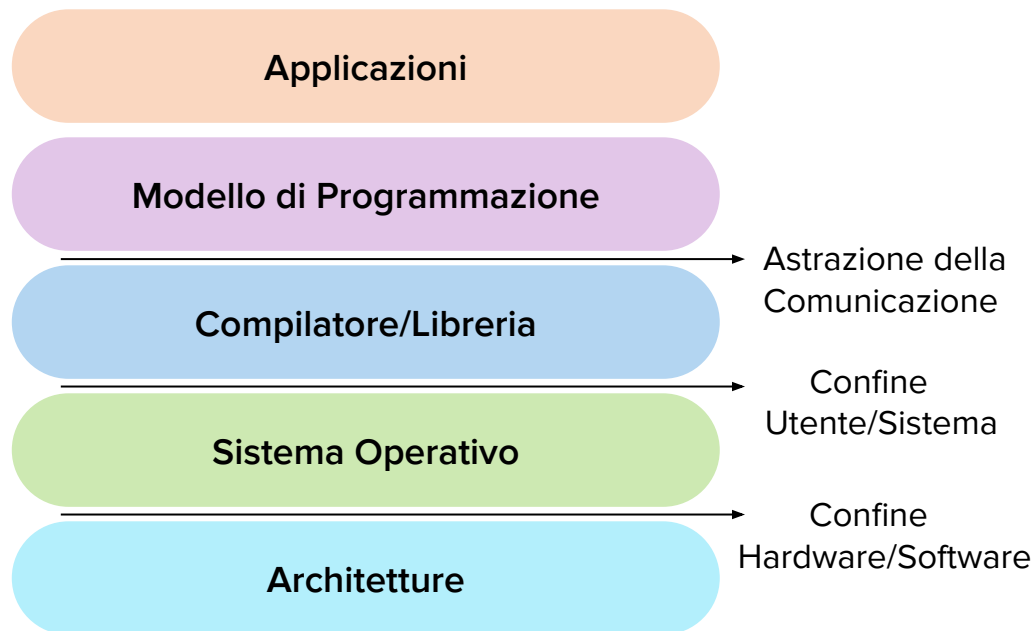 Applicazioni
Modello di Programmazione
Astrazione della
Comunicazione
Compilatore/Libreria
Confine
Utente/Sistema
Sistema Operativo
Confine
Hardware/Software
Architetture